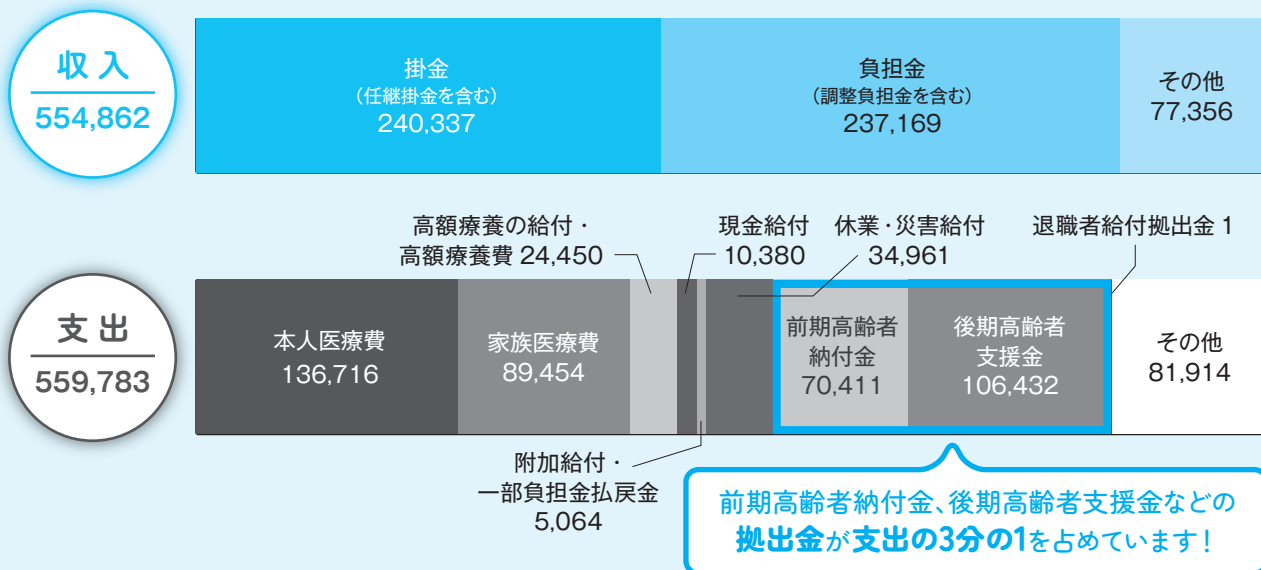 収入
554,862
掛金
（任継掛金を含む）
240,337
負担金
（調整負担金を含む）
237,169
その他
77,356
高額療養の給付・
高額療養費 24,450
現金給付
10,380
休業・災害給付
34,961
退職者給付拠出金 1
支出
559,783
本人医療費
136,716
家族医療費
89,454
前期高齢者
納付金
70,411
後期高齢者
支援金
106,432
その他
81,914
附加給付・
一部負担金払戻金
5,064
前期高齢者納付金、後期高齢者支援金などの
拠出金が支出の3分の1を占めています！